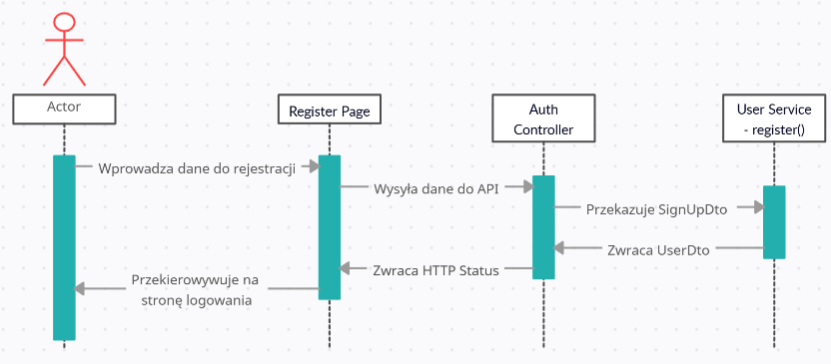 Actor
Register Page
Auth
Controller
User Service
- register()
Wprowadza dane do rejestracji
Wysyła dane do API
Przekazuje SignUpDto
Zwraca UserDto
Zwraca HTTP Status
Przekierowywuje na
stronę logowania